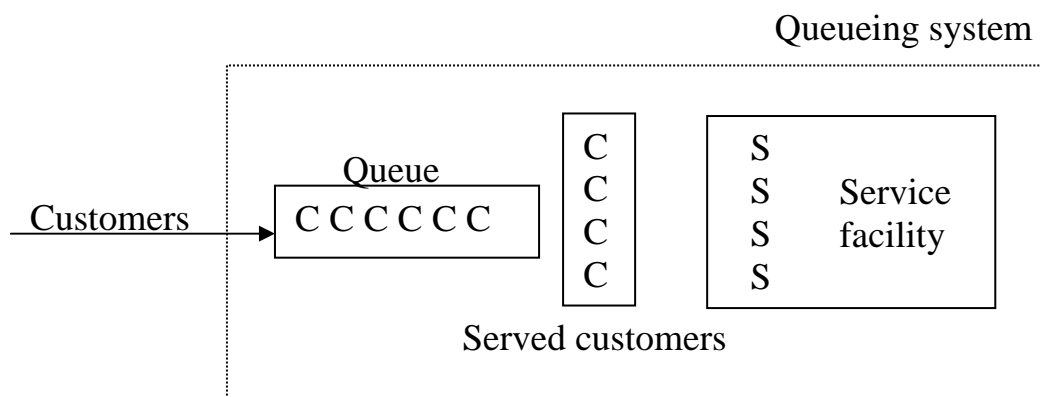 Queueing system
Queue
Customers
C C C C C C
C
C
C
C
S
S
S
S
Service
facility
Served customers